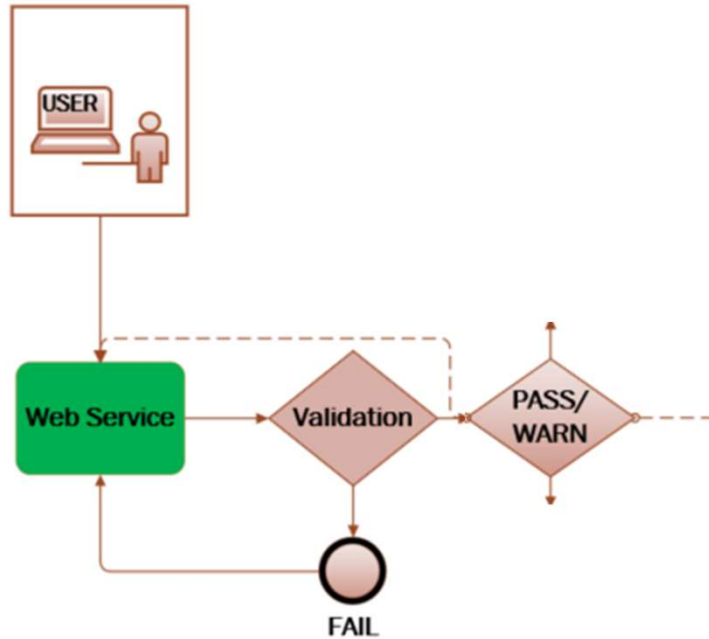 USER
Web Service
Validation
PASS/
WARN
FAIL